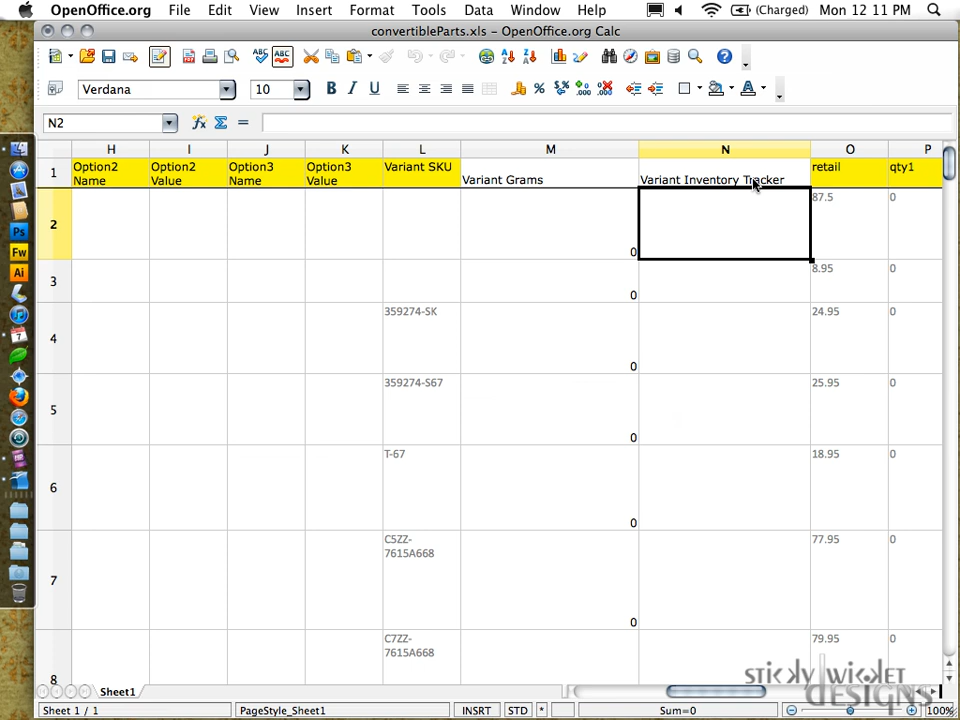 OpenOffice.org File Edit View Insert Format Tools Data Window Help (Charged) Mon 12 11 PM
convertibleParts.xls - OpenOffice.org Calc
Verdana 10 B I U A
N2 fx Σ =
H I J K L M N O P
1 Option2 Name Option2 Value Option3 Name Option3 Value Variant SKU Variant Grams Variant Inventory Tracker retail qty1
2 0 87.5 0
3 0 8.95 0
4 359274-SK 0 24.95 0
5 359274-S67 0 25.95 0
6 T-67 0 18.95 0
7 C5ZZ-
7615A668 0 77.95 0
8 C7ZZ-
7615A668 79.95 0
Sheet1
sticky wicket
DESIGNS
Sheet 1 / 1 PageStyle_Sheet1 INSRT STD * Sum=0 100%